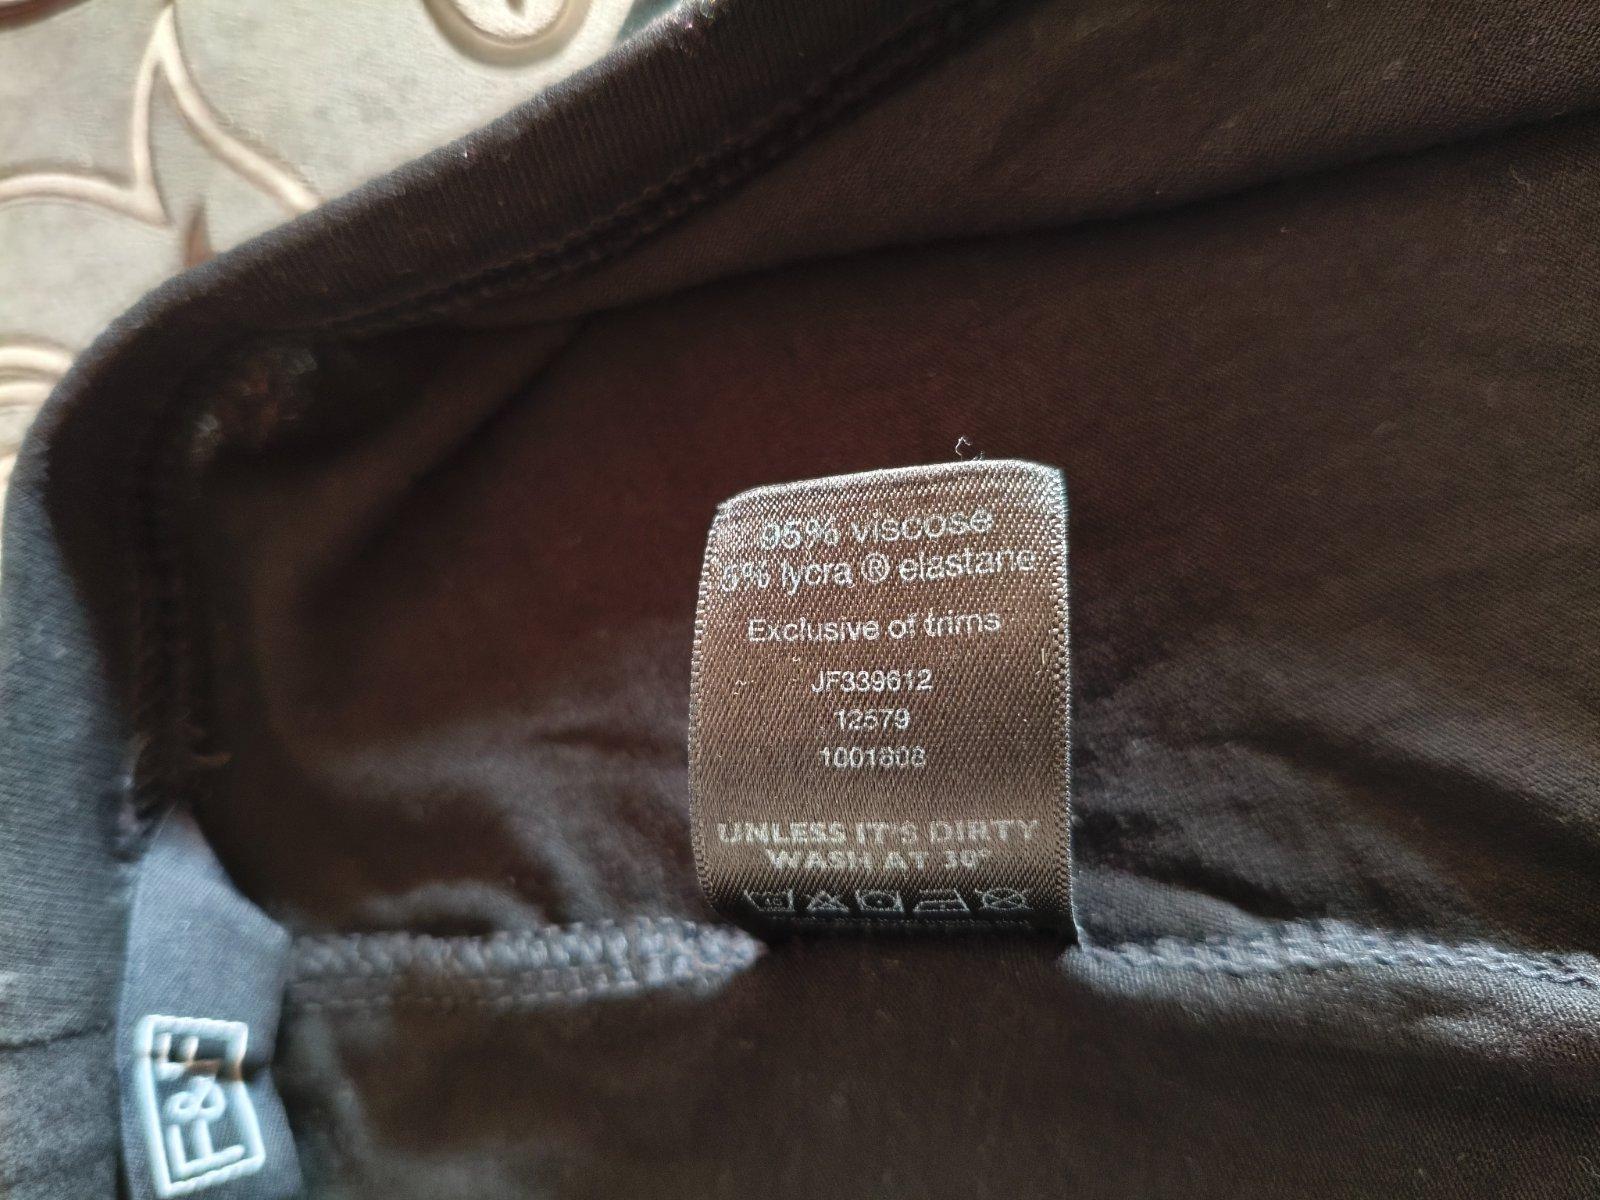 95% viscose
5% lycra ® elastane
Exclusive of trims
JF339612
12579
1001808
UNLESS IT'S DIRTY
WASH AT 30°
F&F